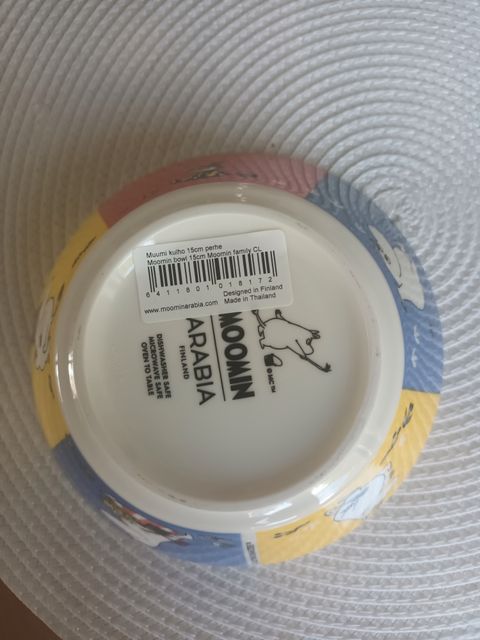 Muumi kulho 15cm perhe
Moomin bowl 15cm Moomin family CL
6 411801 018172
Designed in Finland
www.moominarabia.com Made in Thailand
©MC™
MOOMIN
ARABIA
FINLAND
DISHWASHER SAFE
MICROWAVE SAFE
OVEN TO TABLE